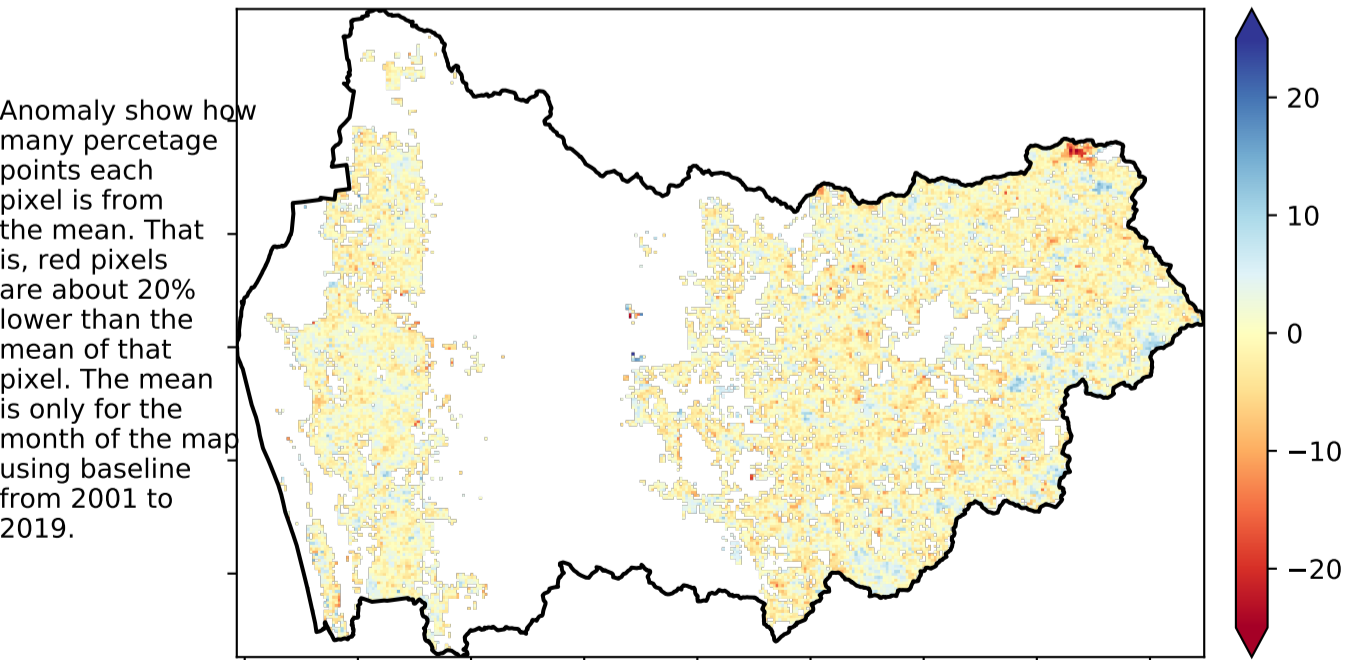 Anomaly show how
many percetage
points each
pixel is from
the mean. That
is, red pixels
are about 20%
lower than the
mean of that
pixel. The mean
is only for the
month of the map
using baseline
from 2001 to
2019.
20
10
0
−10
−20